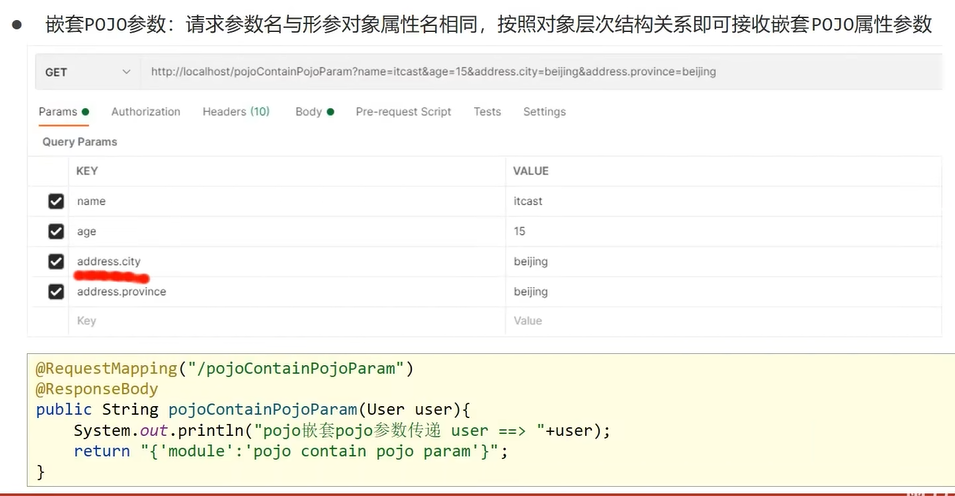 ● 嵌套POJO参数：请求参数名与形参对象属性名相同，按照对象层次结构关系即可接收嵌套POJO属性参数
GET http://localhost/pojoContainPojoParam?name=itcast&age=15&address.city=beijing&address.province=beijing
Params Authorization Headers (10) Body Pre-request Script Tests Settings
Query Params
KEY VALUE
name itcast
age 15
address.city beijing
address.province beijing
Key Value
@RequestMapping("/pojoContainPojoParam")
@ResponseBody
public String pojoContainPojoParam(User user){
    System.out.println("pojo嵌套pojo参数传递 user ==> "+user);
    return "{'module':'pojo contain pojo param'}";
}